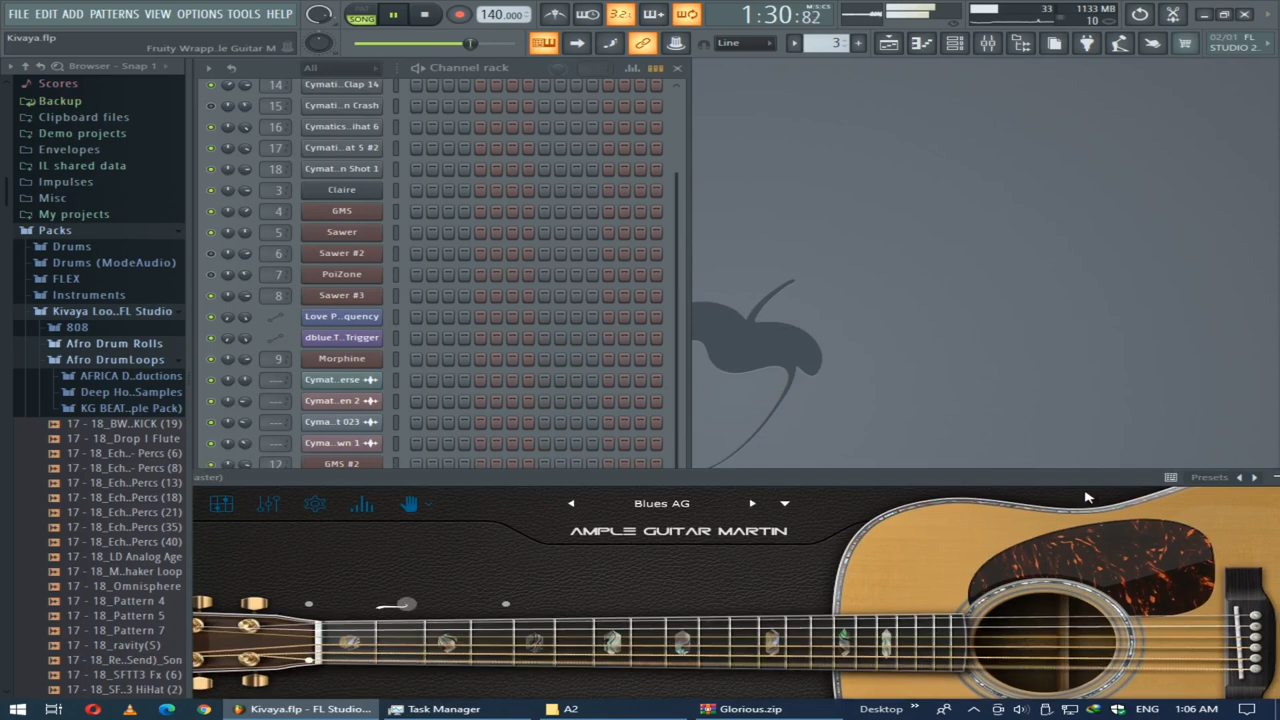 FILE EDIT ADD PATTERNS VIEW OPTIONS TOOLS HELP
PAT
SONG
140.000
3.2.1
1:30:82
M:S:CS
33
1133 MB
10
Kivaya.flp
Fruity Wrapp..le Guitar M
Line
3
02/01 FL
STUDIO 2..
Browser - Snap 1
All
Channel rack
Scores
Backup
Clipboard files
Demo projects
Envelopes
IL shared data
Impulses
Misc
My projects
Packs
Drums
Drums (ModeAudio)
FLEX
Instruments
Kivaya Loo..FL Studio
808
Afro Drum Rolls
Afro DrumLoops
AFRICA D..ductions
Deep Ho..Samples
KG BEAT..ple Pack)
17 - 18_BW..KICK (19)
17 - 18_Drop I Flute
17 - 18_Ech..- Percs (6)
17 - 18_Ech..Percs (8)
17 - 18_Ech..Percs (13)
17 - 18_Ech..Percs (18)
17 - 18_Ech..Percs (21)
17 - 18_Ech..Percs (35)
17 - 18_Ech..Percs (40)
17 - 18_LD Analog Age
17 - 18_M..haker Loop
17 - 18_Omnisphere
17 - 18_Pattern 4
17 - 18_Pattern 5
17 - 18_Pattern 7
17 - 18_ravity(S)
17 - 18_Re..Send)_Son
17 - 18_SFTT3 Fx (6)
17 - 18_SF..3 HiHat (2)
14 Cymati..Clap 14
15 Cymati..n Crash
16 Cymatics..ihat 6
17 Cymati..at 5 #2
18 Cymat..n Shot 1
3 Claire
4 GMS
5 Sawer
6 Sawer #2
7 PoiZone
8 Sawer #3
Love P..quency
dblue.T..Trigger
9 Morphine
--- Cymat..erse
--- Cymat..en 2
--- Cyma..t 023
--- Cyma..wn 1
12 GMS #2
aster)
Presets
Blues AG
AMPLE GUITAR MARTIN
Kivaya.flp - FL Studio...
Task Manager
A2
Glorious.zip
Desktop
ENG
1:06 AM